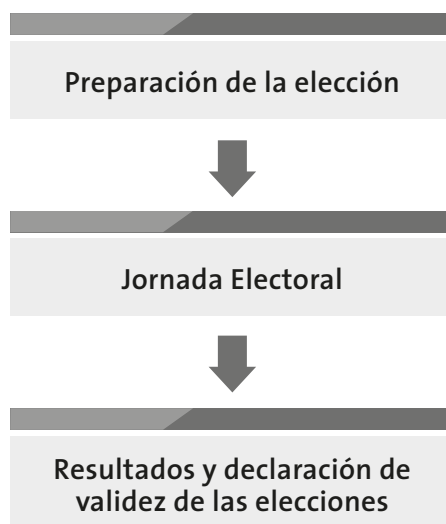 Preparación de la elección
Jornada Electoral
Resultados y declaración de
validez de las elecciones